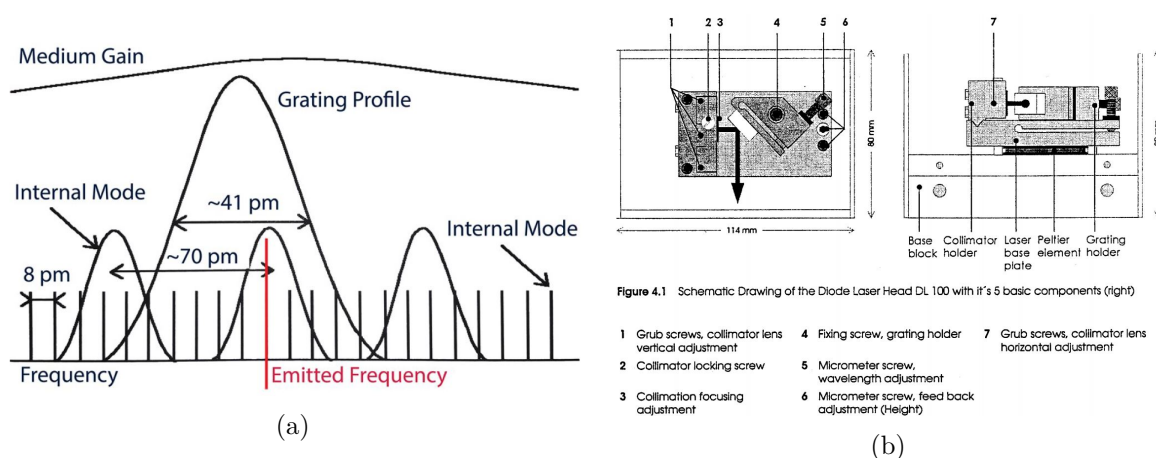 Medium Gain
Grating Profile
Internal Mode
~41 pm
Internal Mode
~70 pm
8 pm
Frequency
Emitted Frequency
(a)
1 2 3 4 5 6 7
80 mm
114 mm
Base block
Collimator holder
Laser base plate
Peltier element
Grating holder
Figure 4.1 Schematic Drawing of the Diode Laser Head DL 100 with it´s 5 basic components (right)
1 Grub screws, collimator lens
vertical adjustment
2 Collimator locking screw
3 Collimation focusing
adjustment
4 Fixing screw, grating holder
5 Micrometer screw,
wavelength adjustment
6 Micrometer screw, feed back
adjustment (Height)
7 Grub screws, collimator lens
horizontal adjustment
(b)